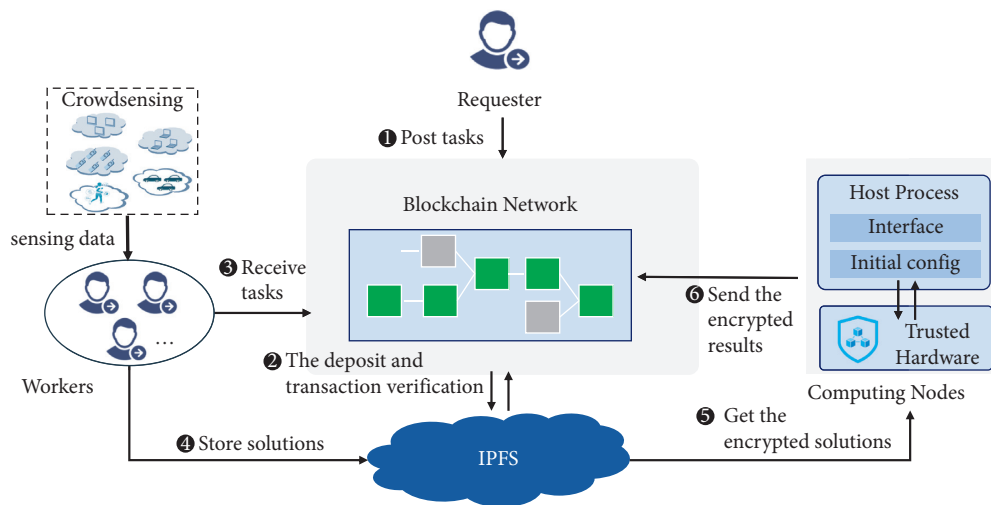 Requester
❶ Post tasks
Crowdsensing
sensing data
Workers
...
❸ Receive
tasks
Blockchain Network
❷ The deposit and
transaction verification
❹ Store solutions
IPFS
❺ Get the
encrypted solutions
❻ Send the
encrypted
results
Host Process
Interface
Initial config
Trusted
Hardware
Computing Nodes